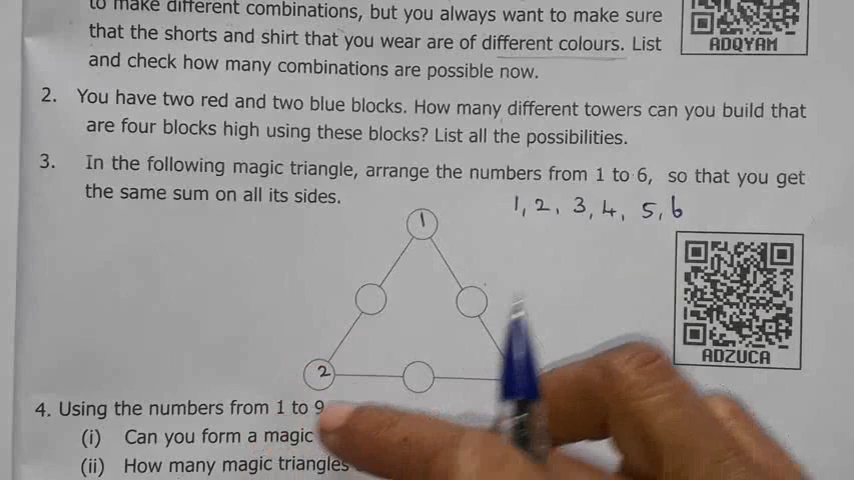 to make different combinations, but you always want to make sure
that the shorts and shirt that you wear are of different colours. List
and check how many combinations are possible now.
ADQYAM
2. You have two red and two blue blocks. How many different towers can you build that
are four blocks high using these blocks? List all the possibilities.
3. In the following magic triangle, arrange the numbers from 1 to 6, so that you get
the same sum on all its sides.
1, 2, 3, 4, 5, 6
1
2
ADZUCA
4. Using the numbers from 1 to 9
(i) Can you form a magic
(ii) How many magic triangles